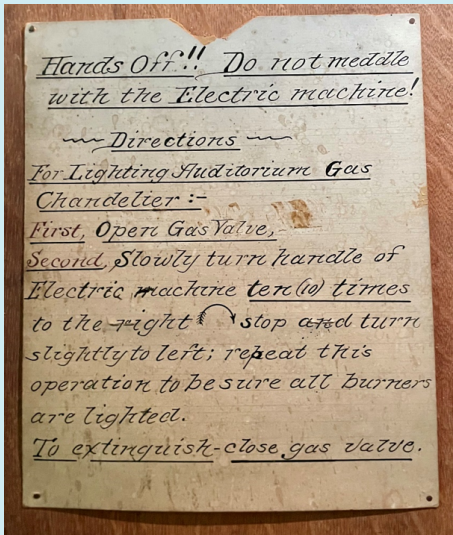 Hands Off!! Do not meddle
with the Electric machine!
Directions
For Lighting Auditorium Gas
Chandelier :-
First, Open Gas Valve,-
Second, Slowly turn handle of
Electric machine ten (10) times
to the right stop and turn
slightly to left; repeat this
operation to be sure all burners
are lighted.
To extinguish-close gas valve.